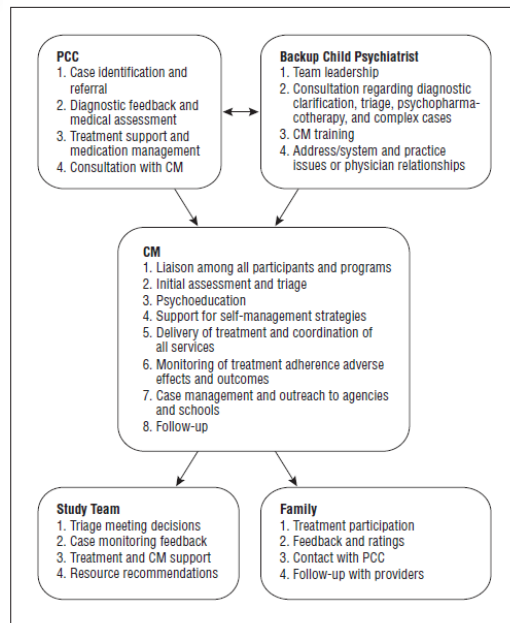 PCC
1. Case identification and
referral
2. Diagnostic feedback and
medical assessment
3. Treatment support and
medication management
4. Consultation with CM
Backup Child Psychiatrist
1. Team leadership
2. Consultation regarding diagnostic
clarification, triage, psychopharma-
cotherapy, and complex cases
3. CM training
4. Address/system and practice
issues or physician relationships
CM
1. Liaison among all participants and programs
2. Initial assessment and triage
3. Psychoeducation
4. Support for self-management strategies
5. Delivery of treatment and coordination of
all services
6. Monitoring of treatment adherence adverse
effects and outcomes
7. Case management and outreach to agencies
and schools
8. Follow-up
Study Team
1. Triage meeting decisions
2. Case monitoring feedback
3. Treatment and CM support
4. Resource recommendations
Family
1. Treatment participation
2. Feedback and ratings
3. Contact with PCC
4. Follow-up with providers